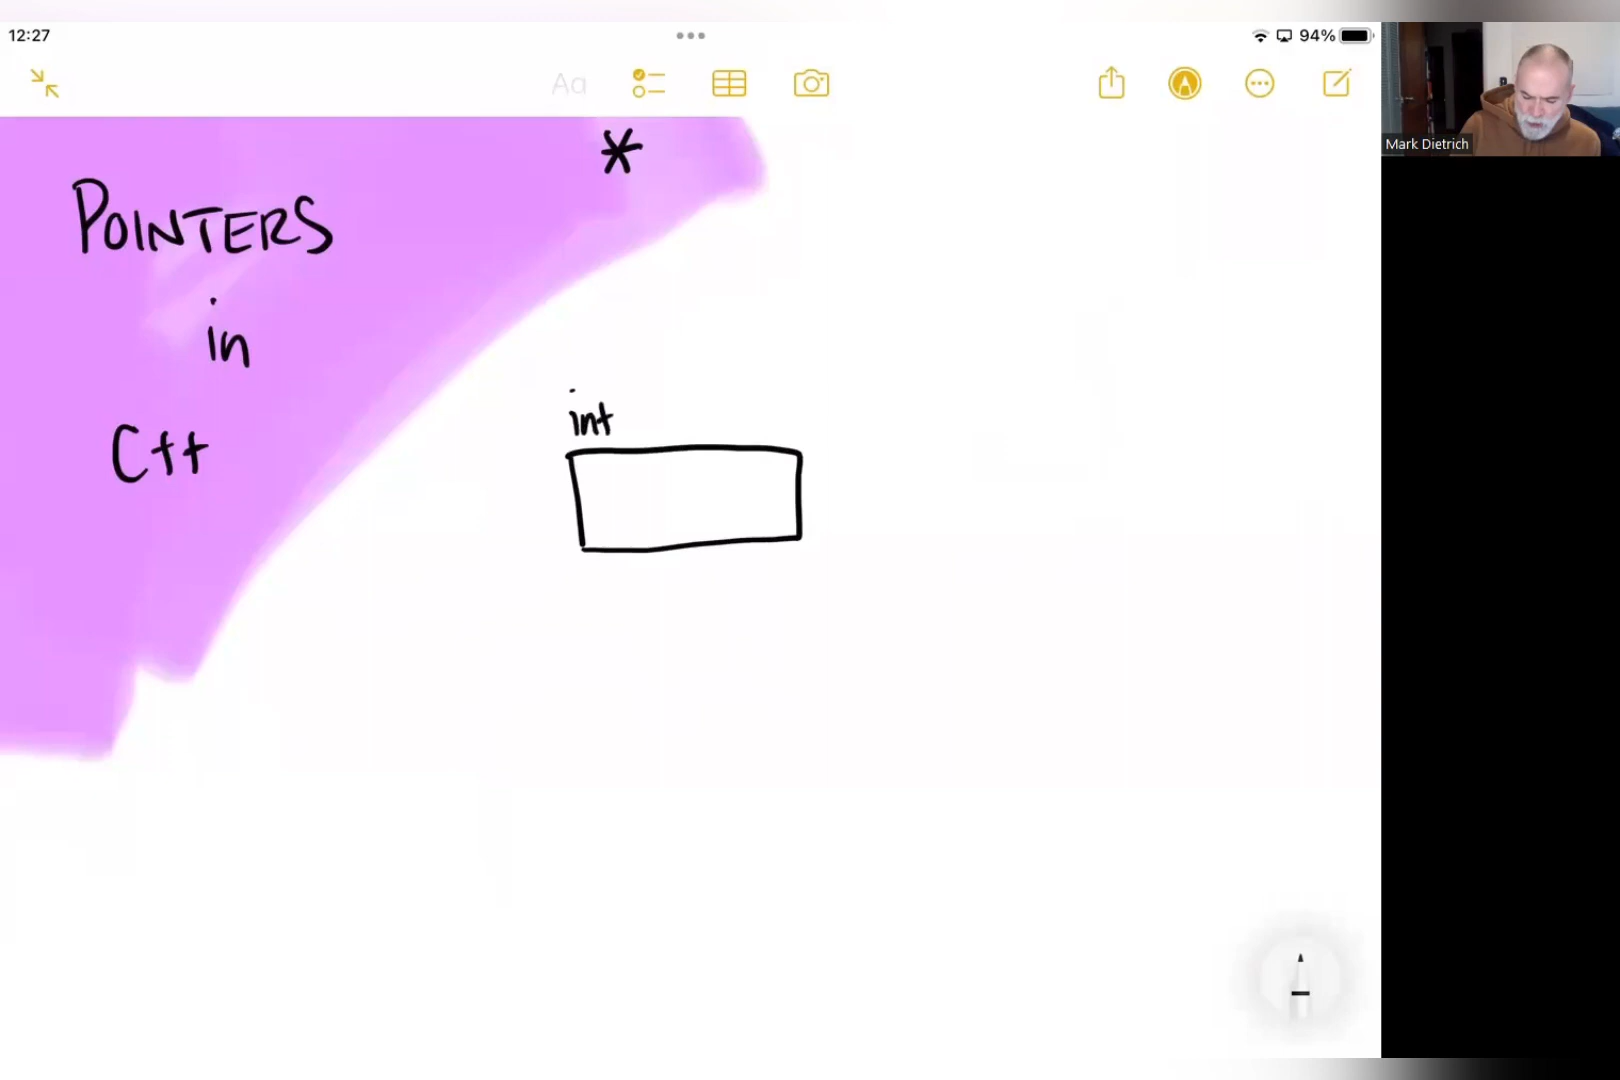 12:27
94%
Aa
Mark Dietrich
*
POINTERS
in
C++
int